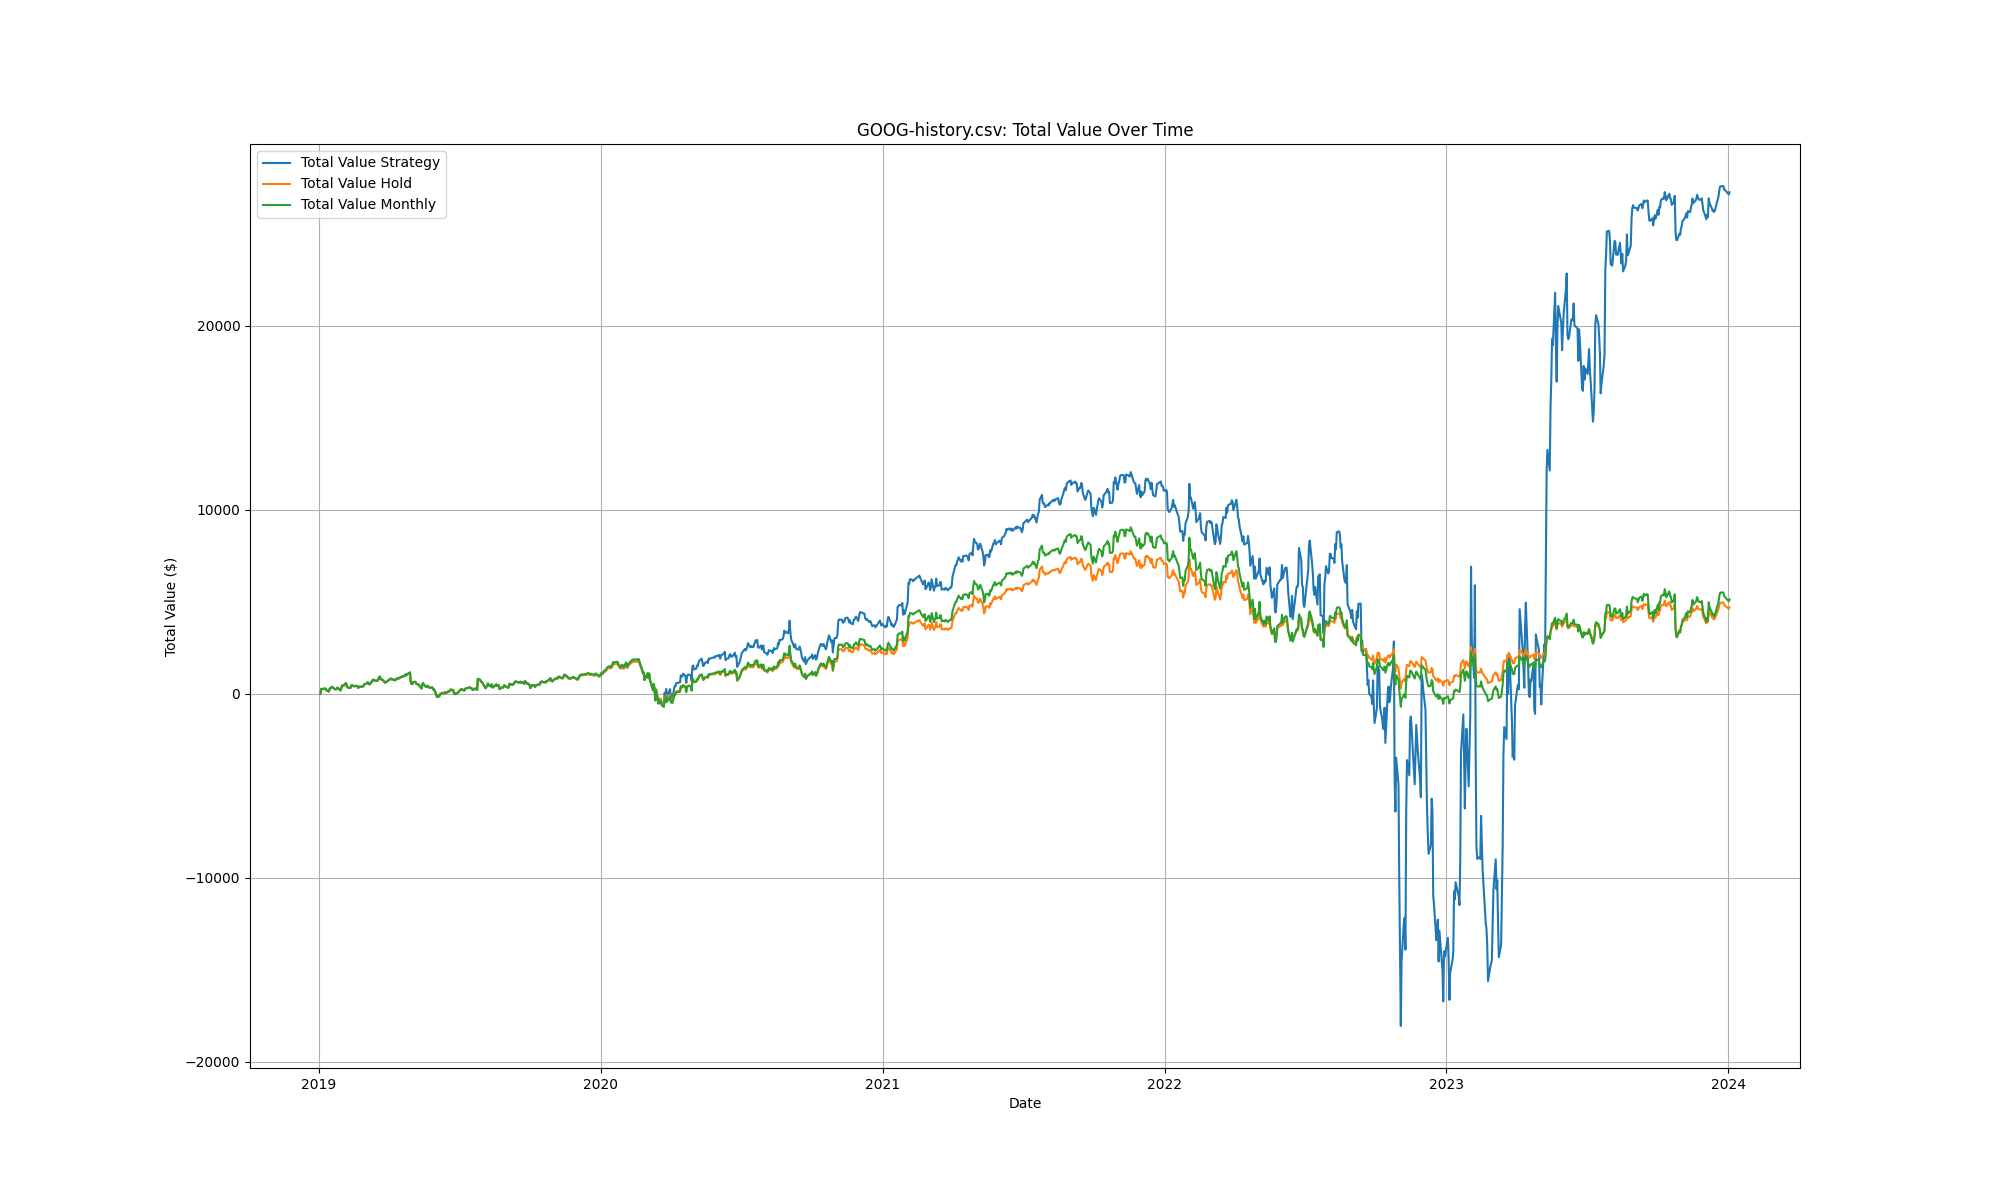 GOOG-history.csv: Total Value Over Time
Total Value Strategy
Total Value Hold
Total Value Monthly
Total Value ($)
20000
10000
0
−10000
−20000
2019 2020 2021 2022 2023 2024
Date